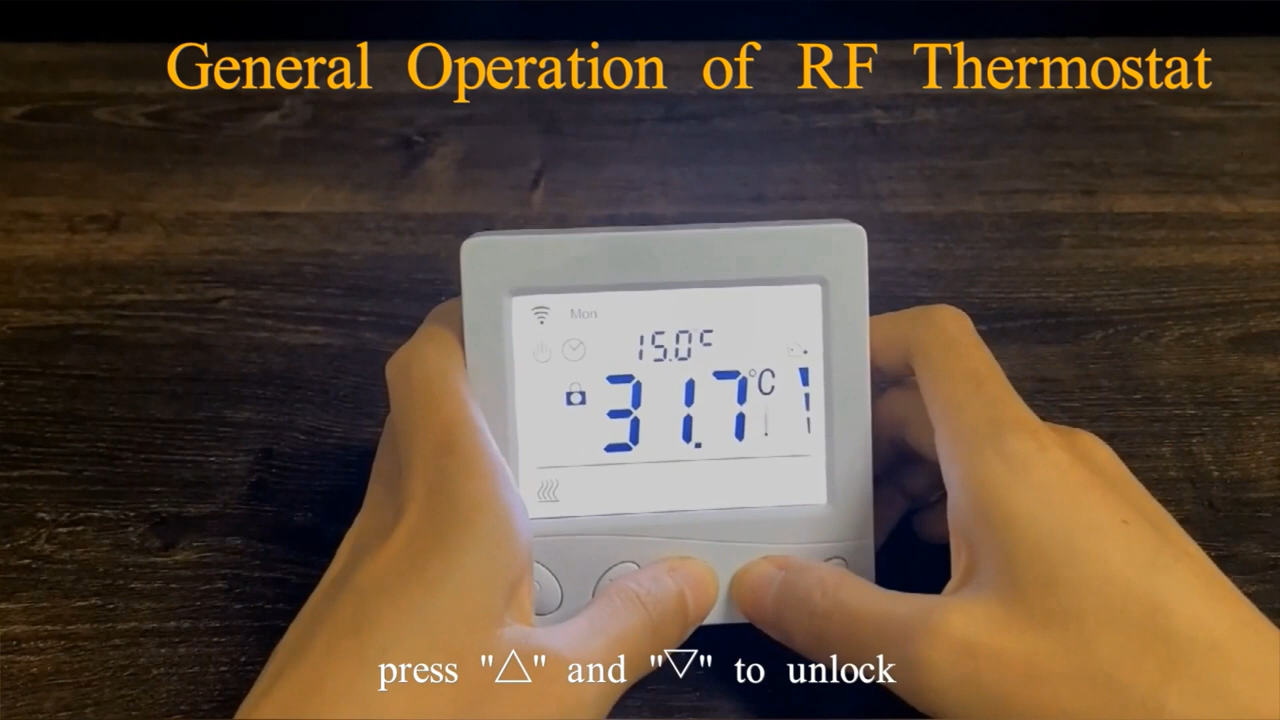 General Operation of RF Thermostat
Mon
15.0°C
31.7°C
press "△" and "▽" to unlock